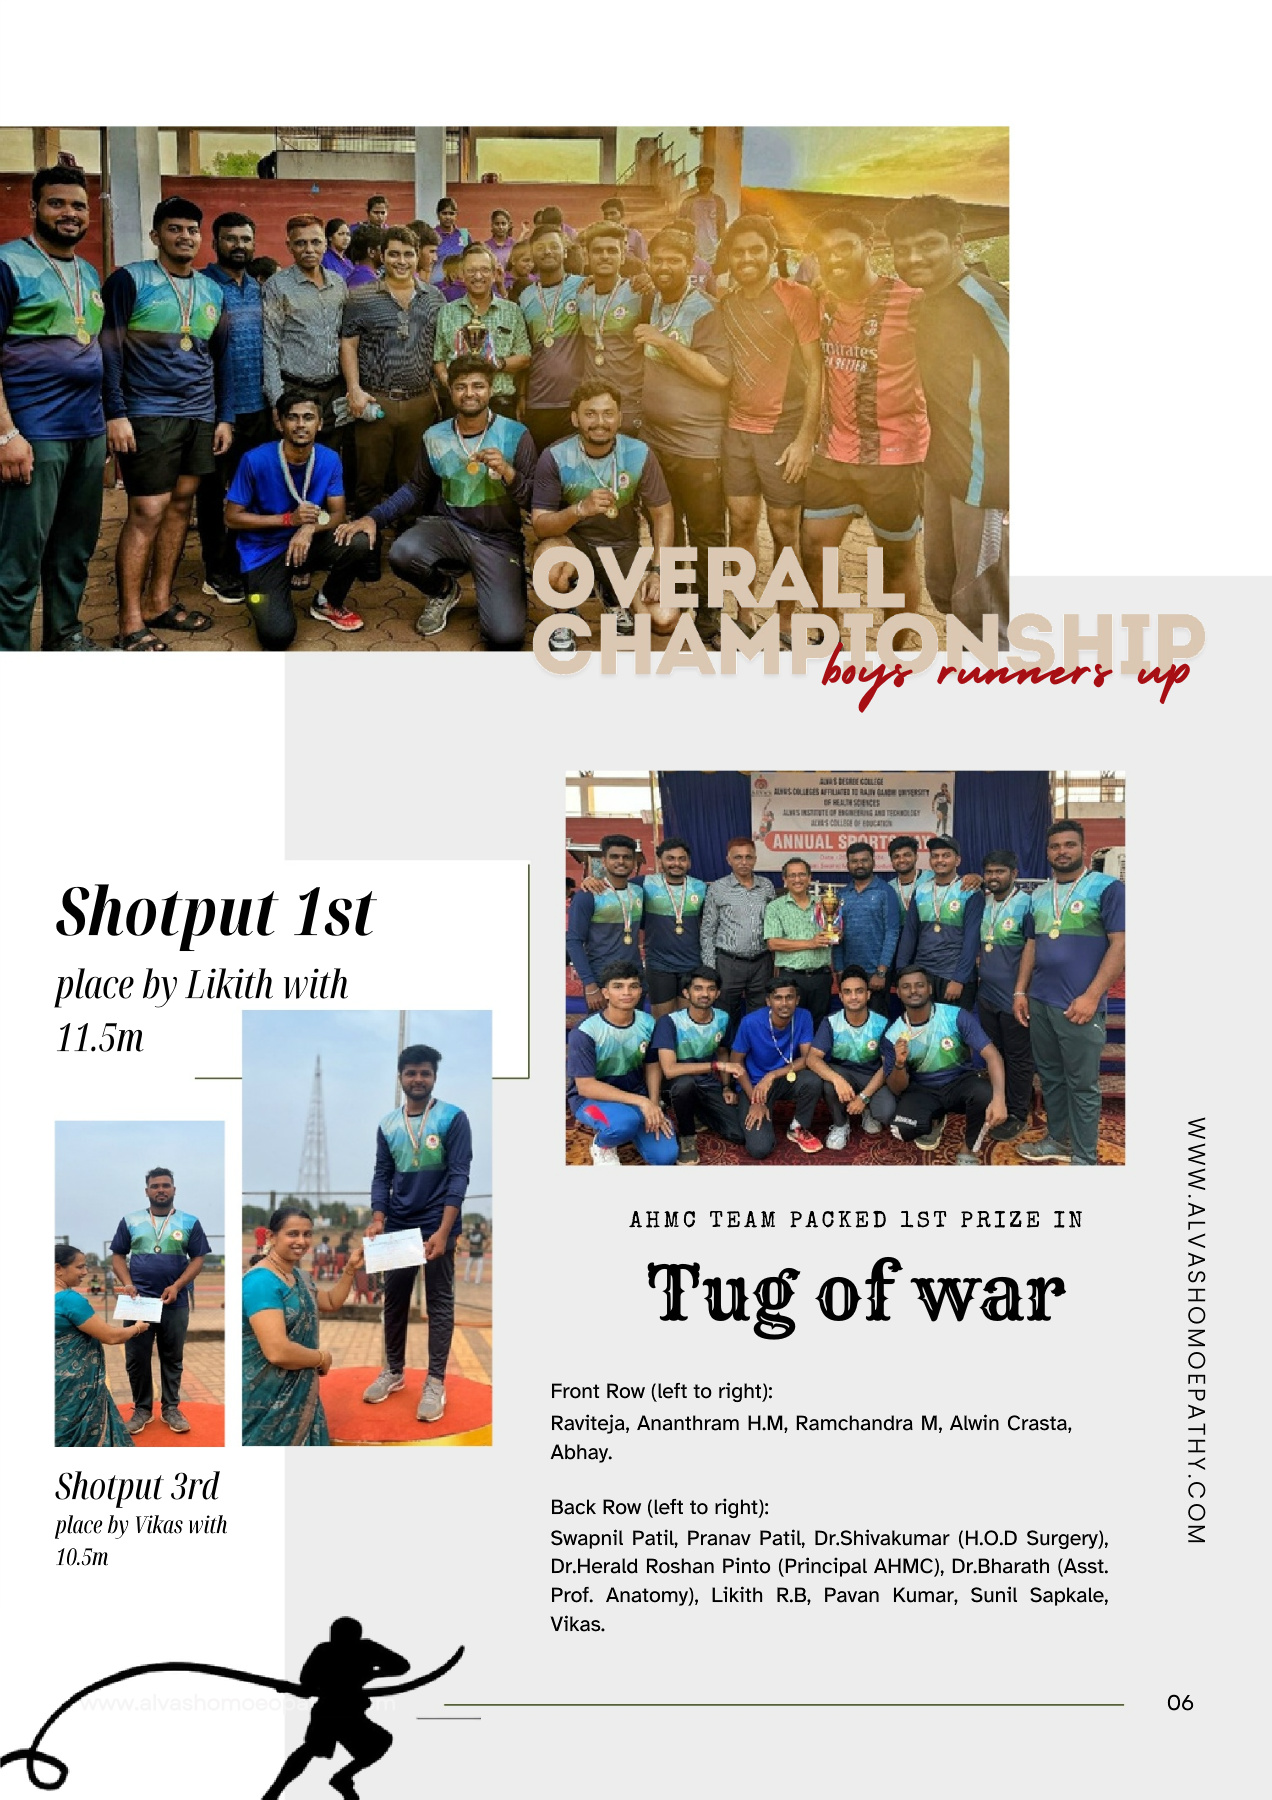 OVERALL
CHAMPIONSHIP
boys runners up
ALVA'S DEGREE COLLEGE
ALVA'S COLLEGES AFFILIATED TO RAJIV GANDHI UNIVERSITY
OF HEALTH SCIENCES
ALVA'S INSTITUTE OF ENGINEERING AND TECHNOLOGY
ALVA'S COLLEGE OF EDUCATION
ANNUAL SPORTS DAY
Shotput 1st
place by Likith with
11.5m
AHMC TEAM PACKED 1ST PRIZE IN
Tug of war
Front Row (left to right):
Raviteja, Ananthram H.M, Ramchandra M, Alwin Crasta,
Abhay.
Back Row (left to right):
Swapnil Patil, Pranav Patil, Dr.Shivakumar (H.O.D Surgery),
Dr.Herald Roshan Pinto (Principal AHMC), Dr.Bharath (Asst.
Prof. Anatomy), Likith R.B, Pavan Kumar, Sunil Sapkale,
Vikas.
Shotput 3rd
place by Vikas with
10.5m
WWW.ALVASHOMOEPATHY.COM
06